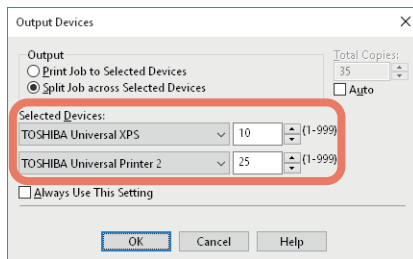 Output Devices
Output
Print Job to Selected Devices
Split Job across Selected Devices
Total Copies:
35
Auto
Selected Devices:
TOSHIBA Universal XPS 10 (1-999)
TOSHIBA Universal Printer 2 25 (1-999)
Always Use This Setting
OK Cancel Help